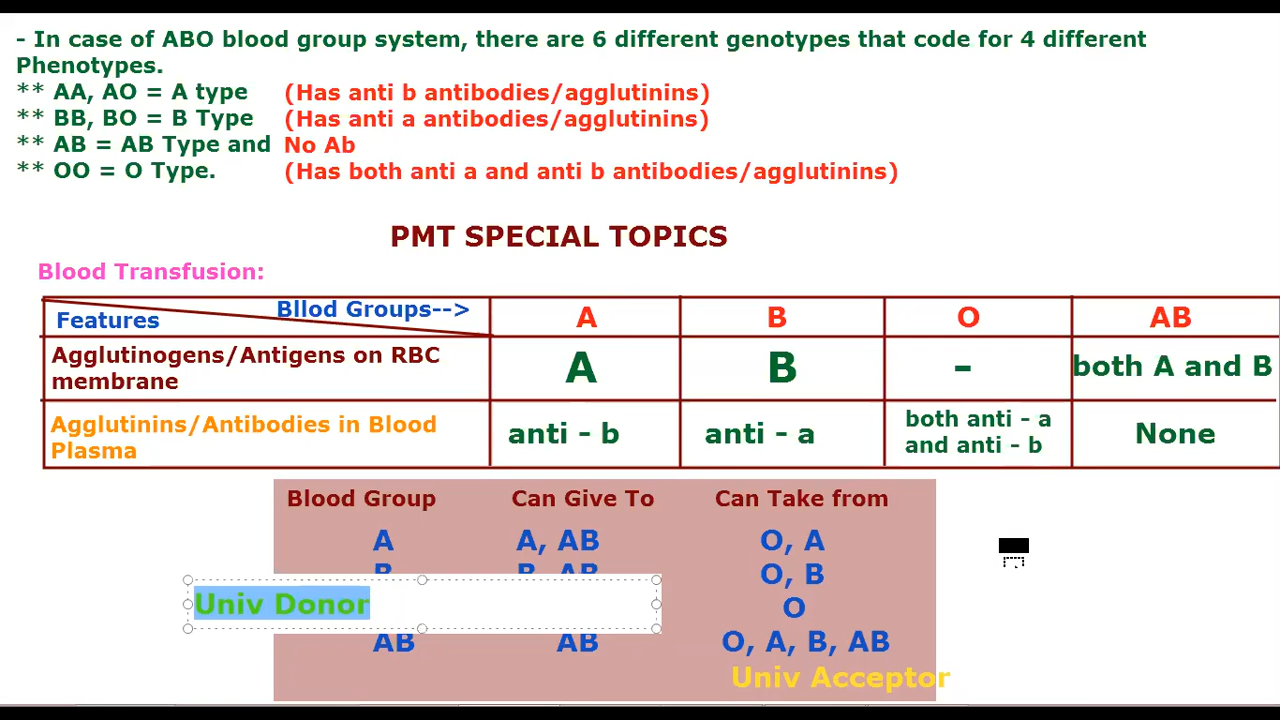 - In case of ABO blood group system, there are 6 different genotypes that code for 4 different
Phenotypes.
** AA, AO = A type (Has anti b antibodies/agglutinins)
** BB, BO = B Type (Has anti a antibodies/agglutinins)
** AB = AB Type and No Ab
** OO = O Type. (Has both anti a and anti b antibodies/agglutinins)
PMT SPECIAL TOPICS
Blood Transfusion:
Features Bllod Groups--> A B O AB
Agglutinogens/Antigens on RBC
membrane A B - both A and B
Agglutinins/Antibodies in Blood
Plasma anti - b anti - a both anti - a
and anti - b None
Blood Group Can Give To Can Take from
A A, AB O, A
B B, AB O, B
Univ Donor O
AB AB O, A, B, AB
Univ Acceptor